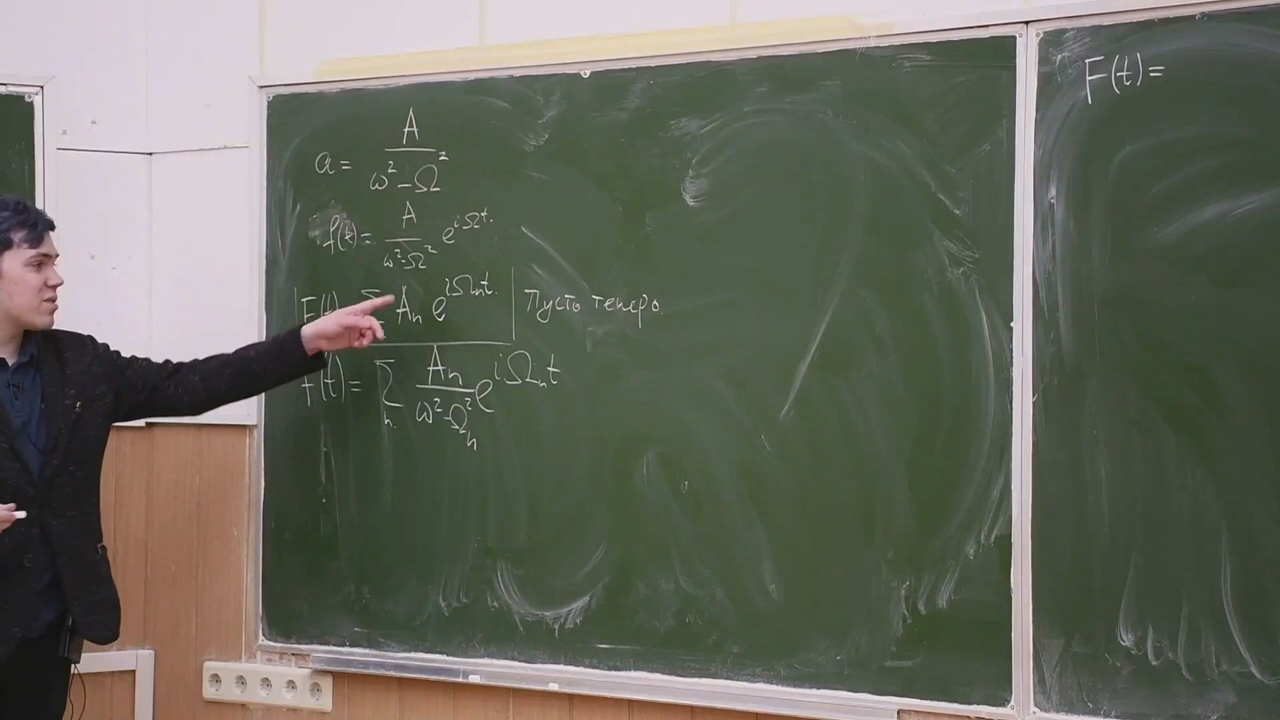 a = A / (ω² − Ω²)
f(t) = A / (ω² − Ω²) e^{iΩt}.
F(t) Σ Aₙ e^{iΩₙt}. | Пусть теперь
f(t) = Σₙ. Aₙ / (ω² − Ωₙ²) e^{iΩₙt}
F(t) =